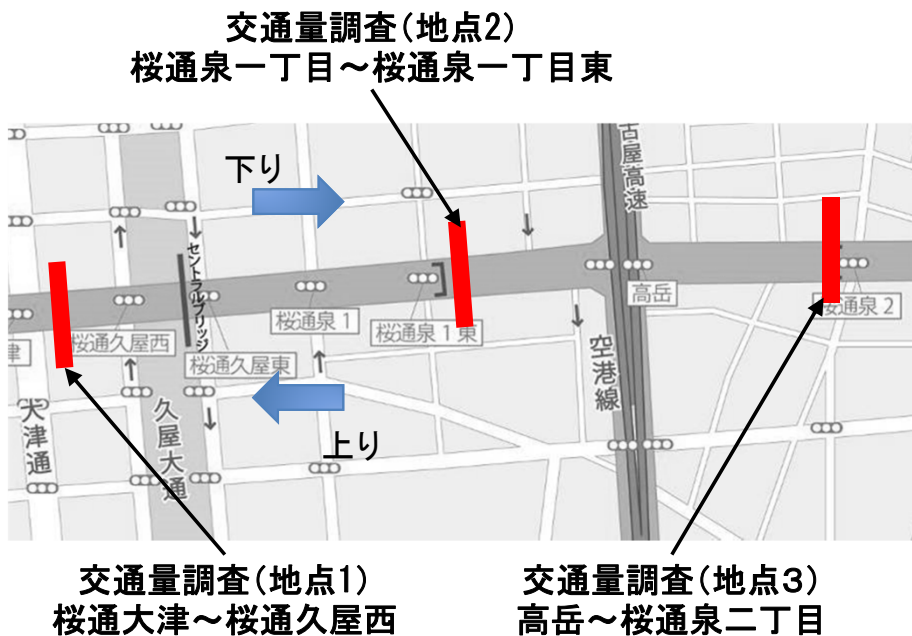 交通量調査(地点2)
桜通泉一丁目～桜通泉一丁目東
下り
古屋高速
セントラルブリッジ
桜通久屋西
桜通久屋東
桜通泉 1
桜通泉 1 東
高岳
桜通泉 2
津
大津通
久屋大通
空港線
上り
交通量調査(地点1)
桜通大津～桜通久屋西
交通量調査(地点３)
高岳～桜通泉二丁目